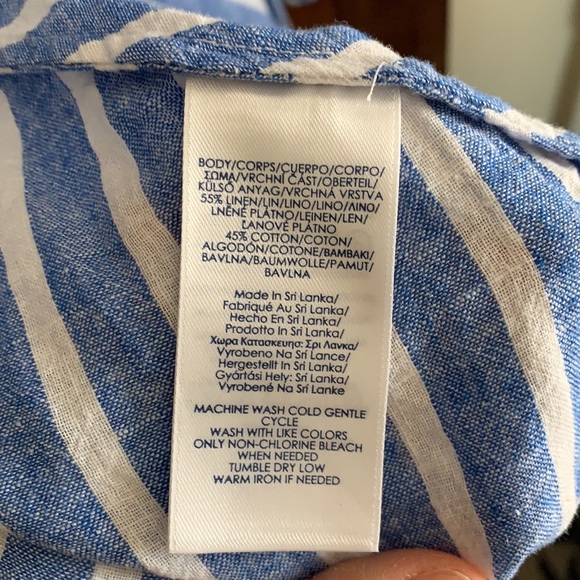 BODY/CORPS/CUERPO/CORPO/
ΣΩΜΑ/VRCHNÍ ČÁST/OBERTEIL/
KÜLSŐ ANYAG/VRCHNÁ VRSTVA
55% LINEN/LIN/LINO/LINO/ΛΙΝΟ/
LNĚNÉ PLÁTNO/LEINEN/LEN/
ĽANOVÉ PLÁTNO
45% COTTON/COTON/
ALGODÓN/COTONE/BAMBAKI/
BAVLNA/BAUMWOLLE/PAMUT/
BAVLNA
Made In Sri Lanka/
Fabriqué Au Sri Lanka/
Hecho En Sri Lanka/
Prodotto In Sri Lanka/
Χωρα Κατασκευησ: Σρι Λανκα/
Vyrobeno Na Srí Lance/
Hergestellt In Sri Lanka/
Gyártási Hely: Srí Lanka/
Vyrobené Na Srí Lanke
MACHINE WASH COLD GENTLE
CYCLE
WASH WITH LIKE COLORS
ONLY NON-CHLORINE BLEACH
WHEN NEEDED
TUMBLE DRY LOW
WARM IRON IF NEEDED